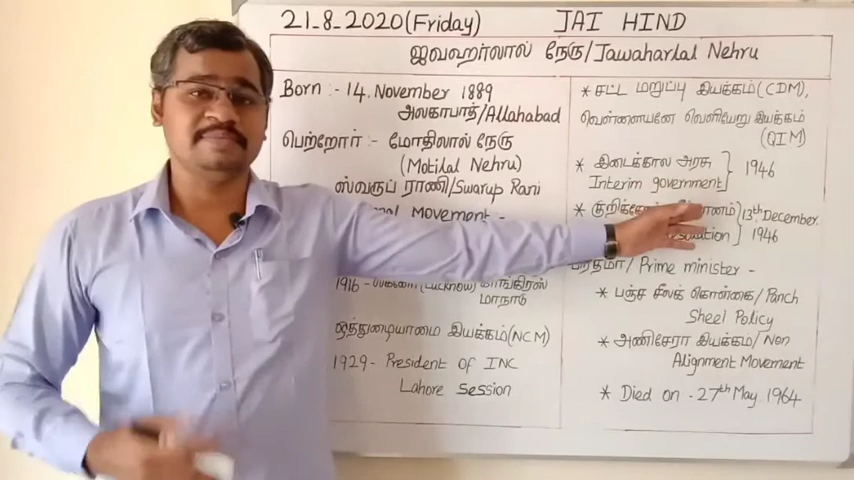 21-8-2020(Friday)
JAI HIND
ஜவஹர்லால் நேரு/Jawaharlal Nehru
Born :- 14. November 1889
அலகாபாத்/Allahabad
பெற்றோர் :- மோதிலால் நேரு
(Motilal Nehru)
ஸ்வரூப் ராணி/Swarup Rani
Movement -
1916 - (Lucknow) காங்கிரஸ்
மாநாடு
ஒத்துழையாமை இயக்கம்(NCM)
1929 - President of INC
Lahore Session
* சட்ட மறுப்பு இயக்கம்(CDM),
வெள்ளையனே வெளியேறு இயக்கம்
(QIM)
* இடைக்கால அரசு
Interim government
1946
*
13th December.
1946
/ Prime minister -
* பஞ்ச சீலக் கொள்கை/Panch
Sheel Policy
* அணிசேரா இயக்கம்/ Non
Alignment Movement
* Died on - 27th May 1964